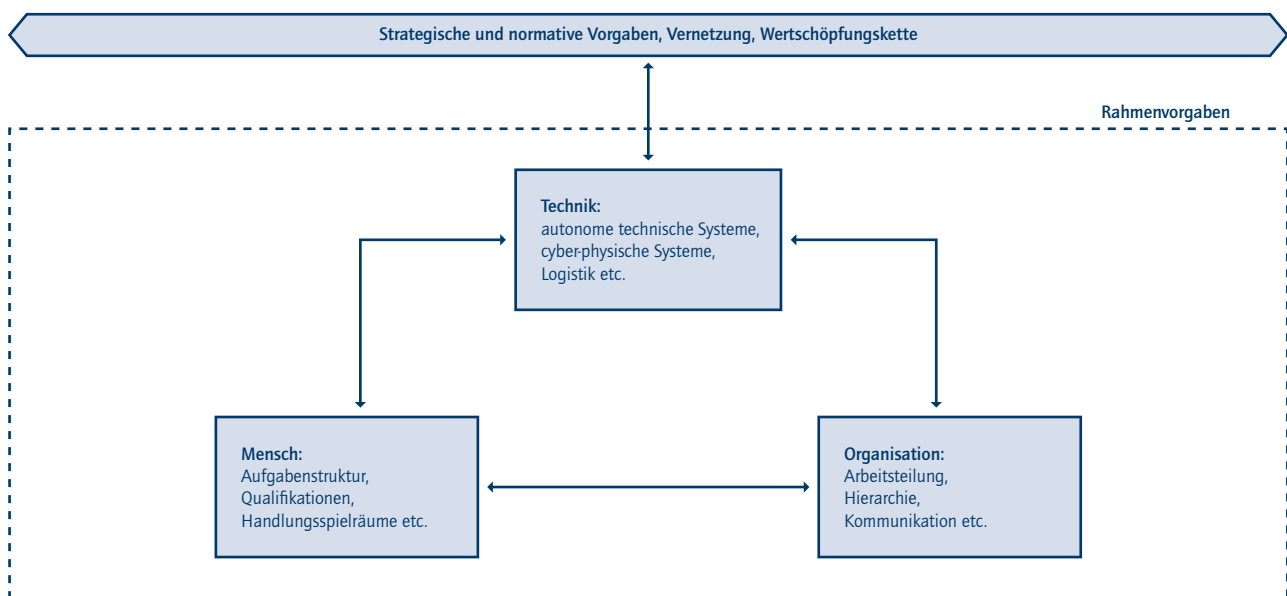 Strategische und normative Vorgaben, Vernetzung, Wertschöpfungskette
Rahmenvorgaben
Technik:
autonome technische Systeme,
cyber-physische Systeme,
Logistik etc.
Mensch:
Aufgabenstruktur,
Qualifikationen,
Handlungsspielräume etc.
Organisation:
Arbeitsteilung,
Hierarchie,
Kommunikation etc.